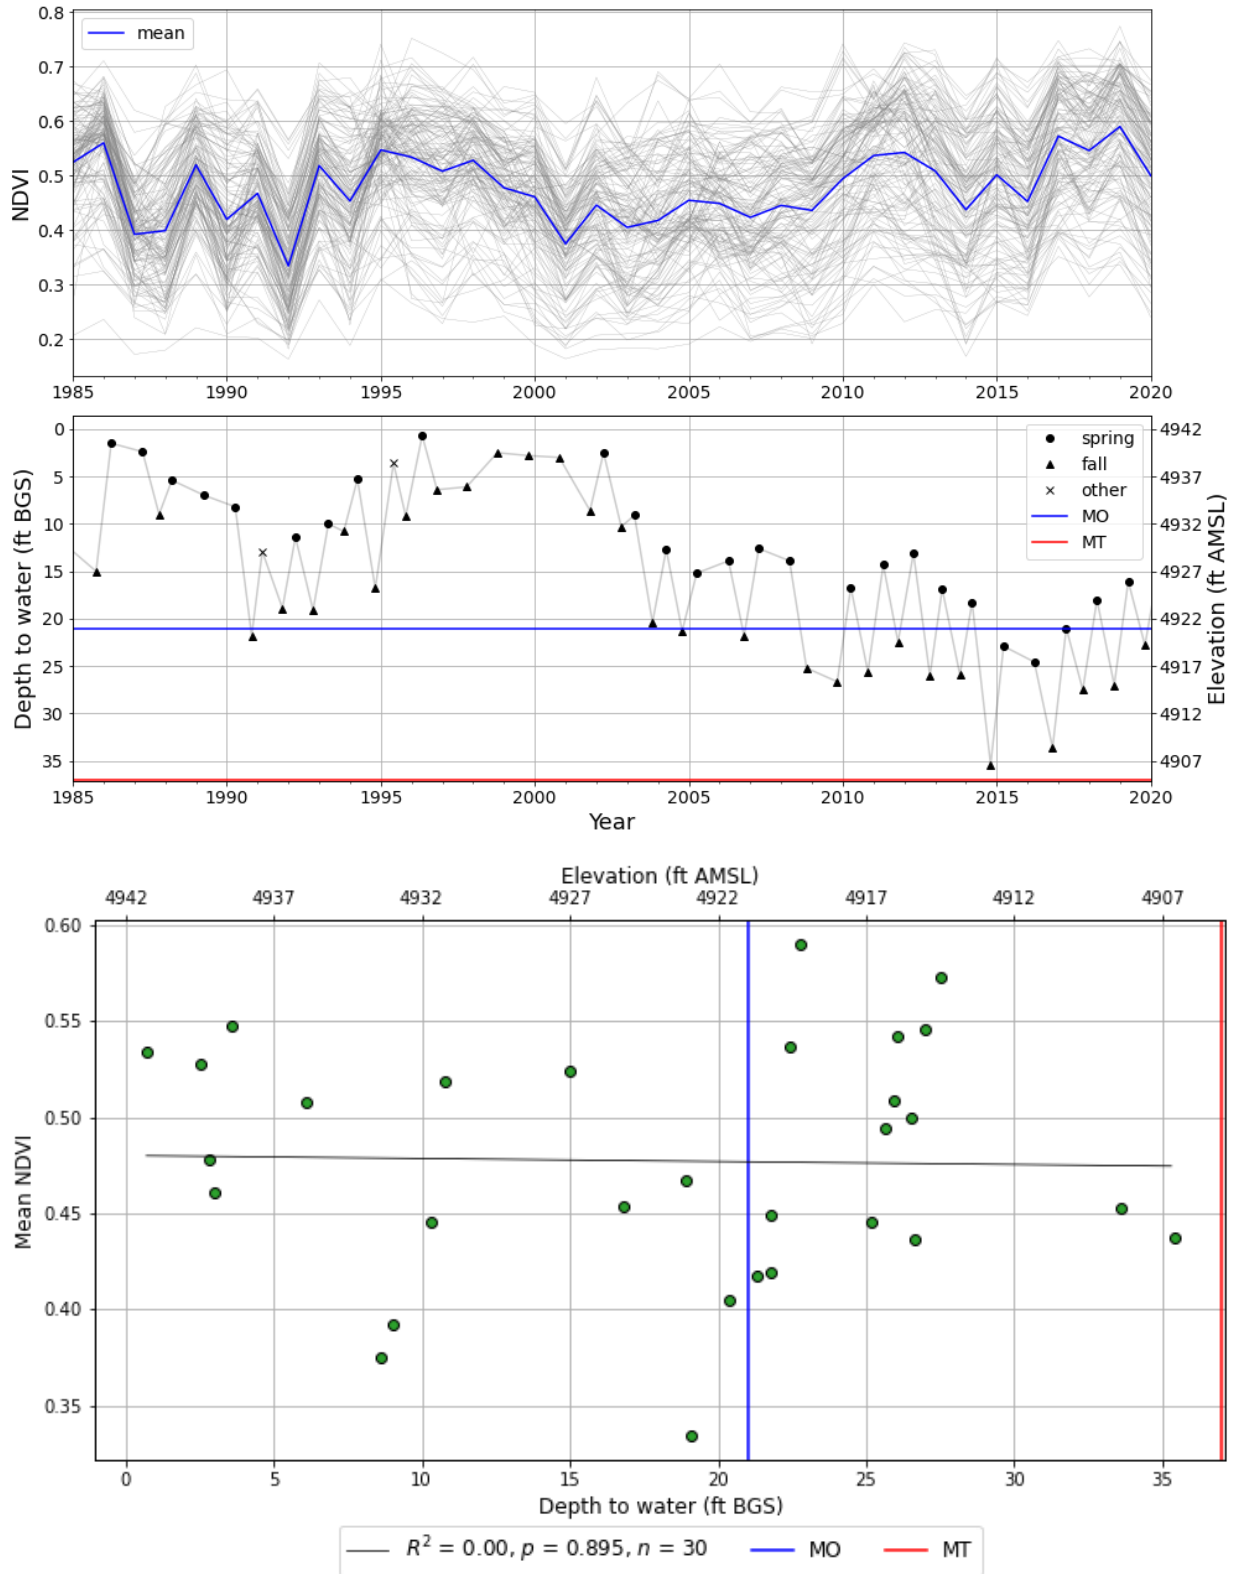 0.8
0.7
0.6
0.5
0.4
0.3
0.2
NDVI
mean
1985 1990 1995 2000 2005 2010 2015 2020
0
5
10
15
20
25
30
35
Depth to water (ft BGS)
spring
fall
other
MO
MT
4942
4937
4932
4927
4922
4917
4912
4907
Elevation (ft AMSL)
1985 1990 1995 2000 2005 2010 2015 2020
Year
Elevation (ft AMSL)
4942 4937 4932 4927 4922 4917 4912 4907
0.60
0.55
0.50
0.45
0.40
0.35
Mean NDVI
0 5 10 15 20 25 30 35
Depth to water (ft BGS)
R² = 0.00, p = 0.895, n = 30 MO MT